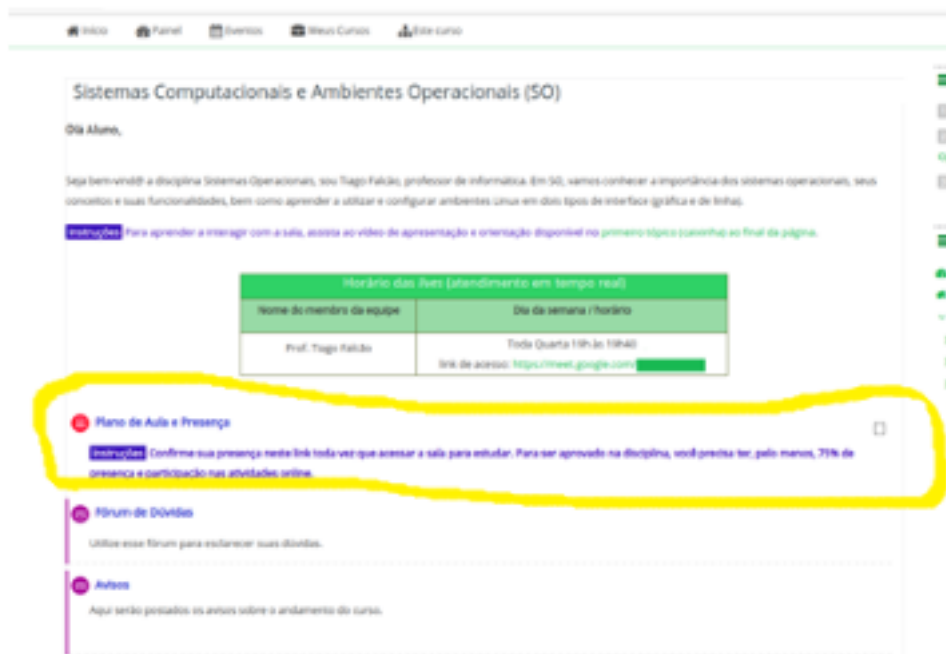 Início Painel Eventos Meus Cursos Este curso
Sistemas Computacionais e Ambientes Operacionais (SO)
Olá Aluno,
Seja bem-vind@ a disciplina Sistemas Operacionais, sou Tiago Falcão, professor de informática. Em SO, vamos conhecer a importância dos sistemas operacionais, seus
conceitos e suas funcionalidades, bem como aprender a utilizar e configurar ambientes Linux em dois tipos de interface (gráfica e de linha).
Instruções Para aprender a interagir com a sala, assista ao vídeo de apresentação e orientação disponível no primeiro tópico (caixinha) ao final da página.
Horário das lives (atendimento em tempo real)
Nome do membro da equipe Dia da semana / horário
Prof. Tiago Falcão Toda Quarta 19h às 19h40
link de acesso: https://meet.google.com/
Plano de Aula e Presença
Instruções Confirme sua presença neste link toda vez que acessar a sala para estudar. Para ser aprovado na disciplina, você precisa ter, pelo menos, 75% de
presença e participação nas atividades online.
Fórum de Dúvidas
Utilize esse fórum para esclarecer suas dúvidas.
Avisos
Aqui serão postados os avisos sobre o andamento do curso.